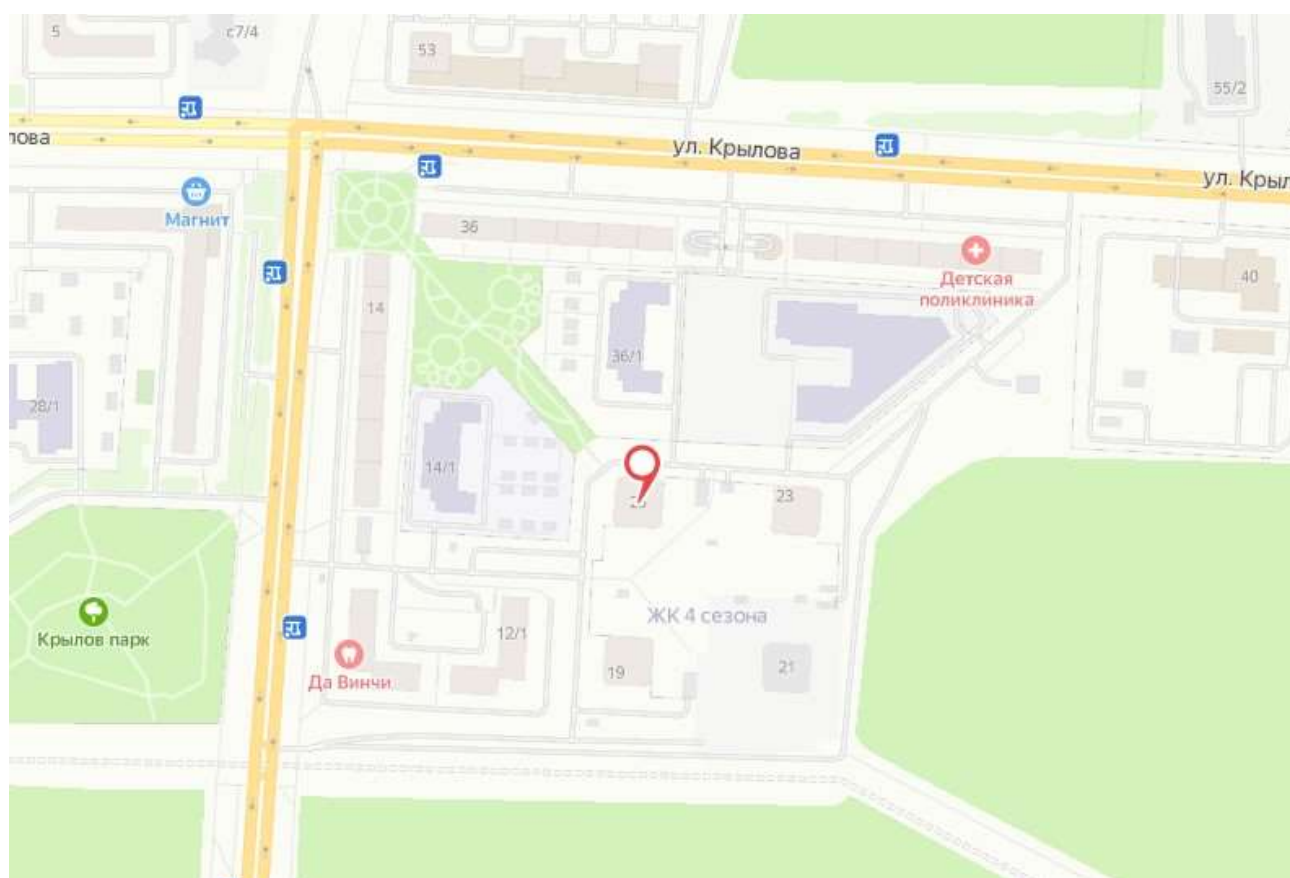 5
с7/4
53
55/2
лова
ул. Крылова
ул. Крыл
Магнит
36
Детская
поликлиника
40
14
36/1
28/1
14/1
23
ЖК 4 сезона
Крылов парк
12/1
Да Винчи
19
21